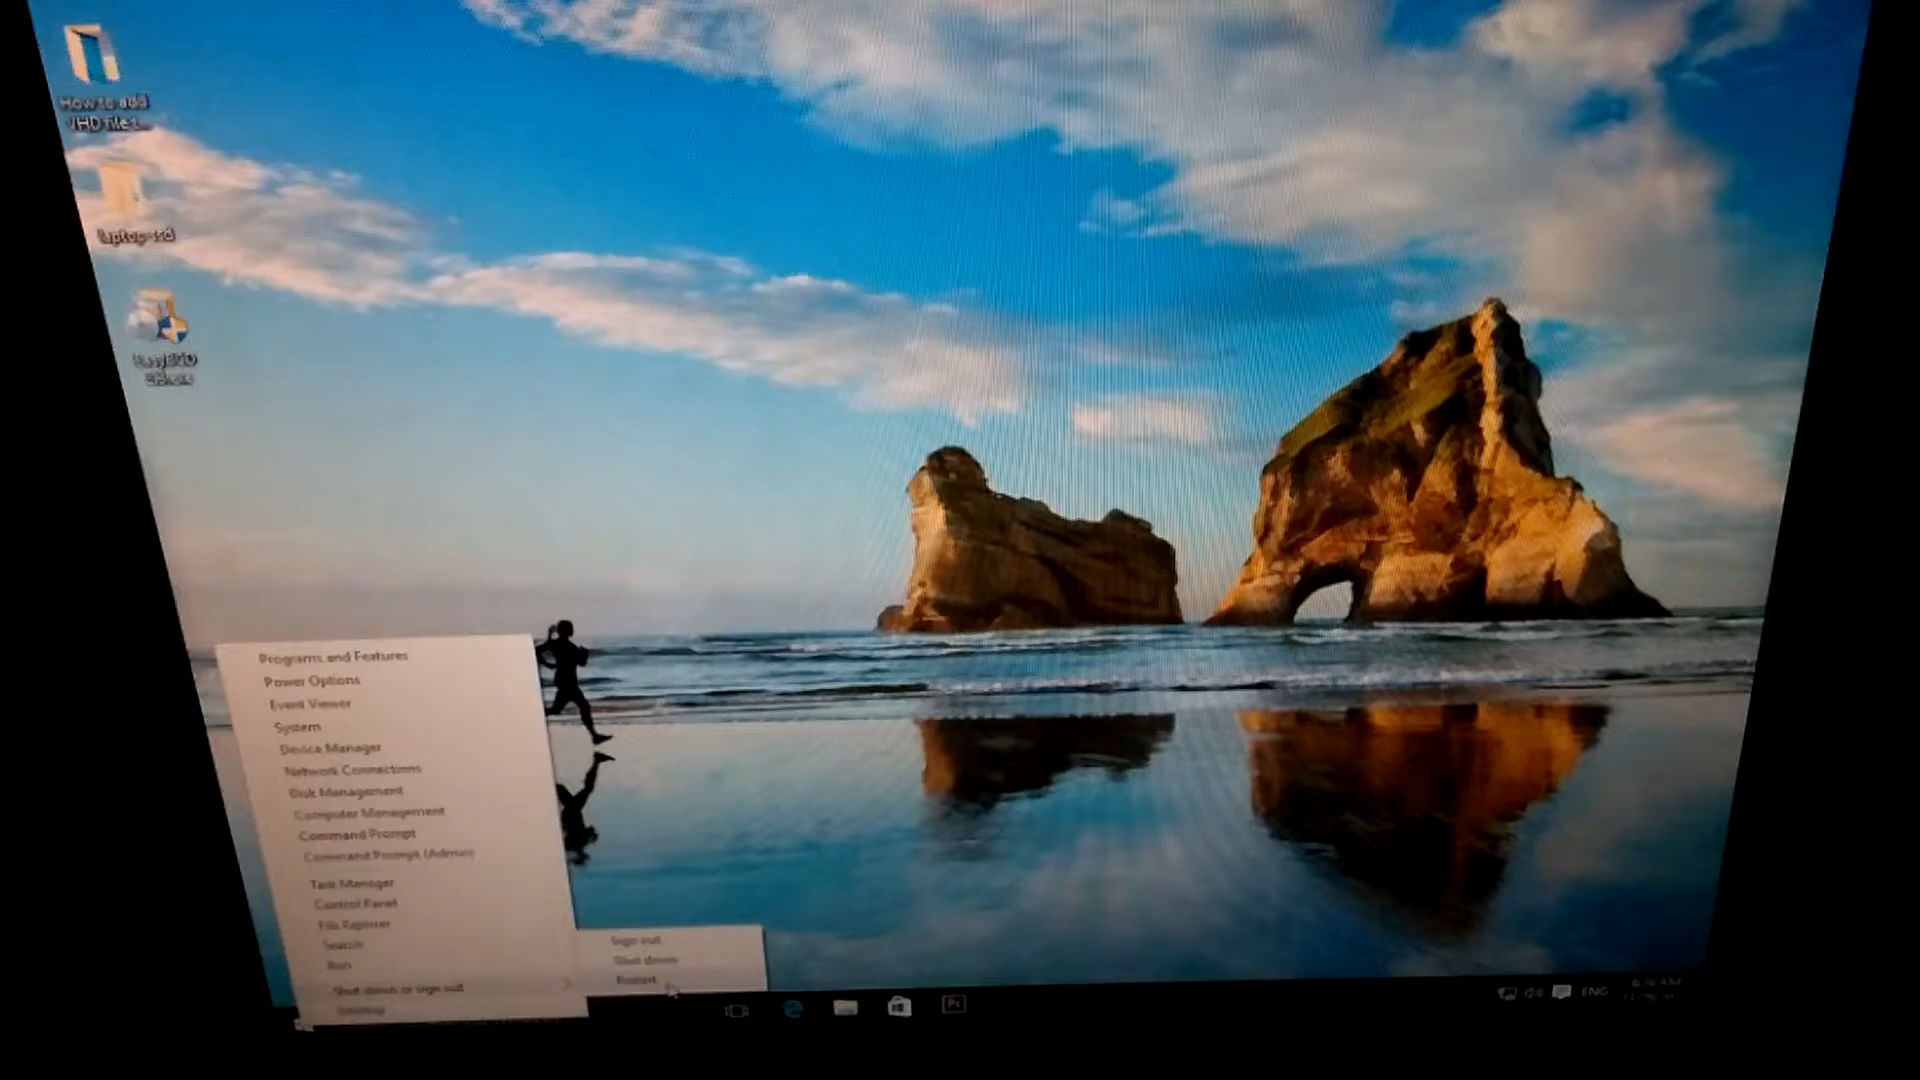 How to add
VHD file t...
laptop ssd
Programs and Features
Power Options
Event Viewer
System
Device Manager
Network Connections
Disk Management
Computer Management
Command Prompt
Command Prompt (Admin)
Task Manager
Control Panel
File Explorer
Search
Run
Shut down or sign out
Desktop
Sign out
Shut down
Restart
ENG